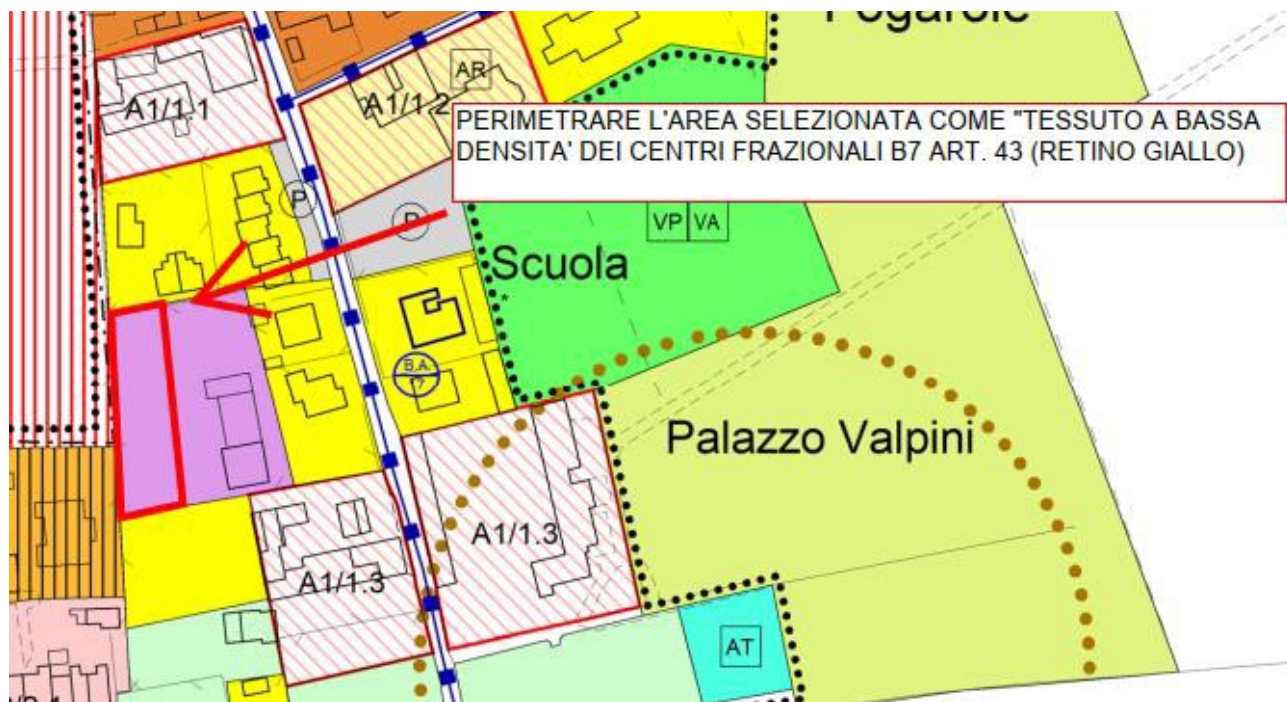 Fogarole
AR
A1/1.1
A1/1.2
PERIMETRARE L'AREA SELEZIONATA COME "TESSUTO A BASSA
DENSITA' DEI CENTRI FRAZIONALI B7 ART. 43 (RETINO GIALLO)
P
P
VP VA
Scuola
*
B.A.
Palazzo Valpini
A1/1.3
A1/1.3
AT